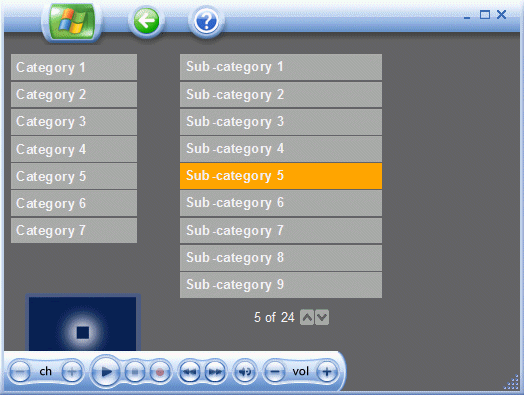 Category 1
Category 2
Category 3
Category 4
Category 5
Category 6
Category 7
Sub-category 1
Sub-category 2
Sub-category 3
Sub-category 4
Sub-category 5
Sub-category 6
Sub-category 7
Sub-category 8
Sub-category 9
5 of 24
ch
vol